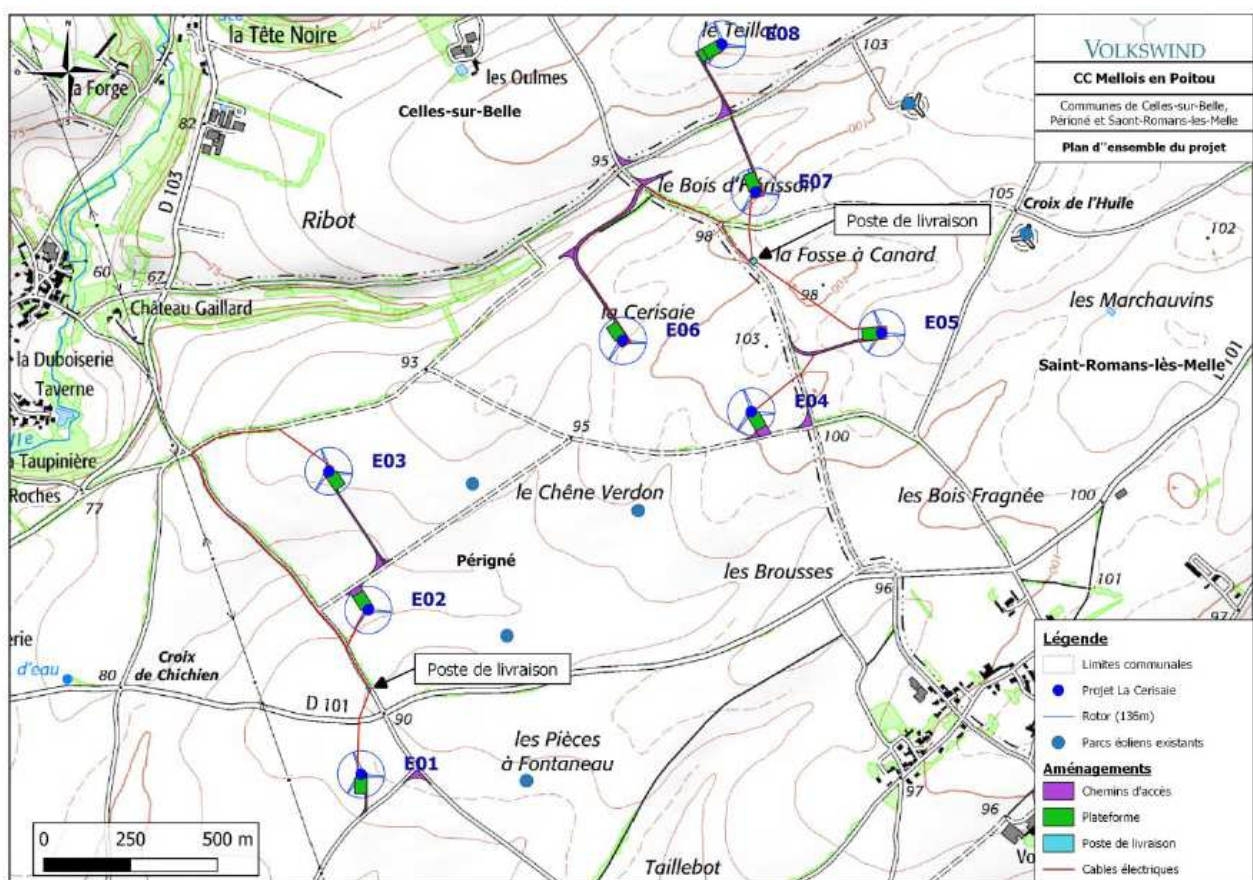 la Tête Noire
le Teillat
E08
103
VOLKSWIND
CC Mellois en Poitou
Communes de Celles-sur-Belle,
Périgné et Saont-Romans-les-Melle
Plan d''ensemble du projet
la Forge
les Oulmes
Celles-sur-Belle
82
D 103
95
le Bois d'Hérisson
E07
105
Croix de l'Huile
102
Poste de livraison
Ribot
98
la Fosse à Canard
98
60
67
Château Gaillard
la Cerisaie
E06
E05
les Marchauvins
103
93
la Duboiserie
Taverne
Saint-Romans-lès-Melle
101
E04
95
100
Taupinière
Roches
77
E03
le Chêne Verdon
les Bois Fragnée
100
Périgné
les Brousses
96
101
97
E02
erie
d'eau
80
Croix
de Chichien
Poste de livraison
D 101
90
les Pièces
à Fontaneau
E01
97
96
Taillebot
0 250 500 m
Légende
Limites communales
Projet La Cerisaie
Rotor (136m)
Parcs éoliens existants
Aménagements
Chemins d'accès
Plateforme
Poste de livraison
Cables électriques